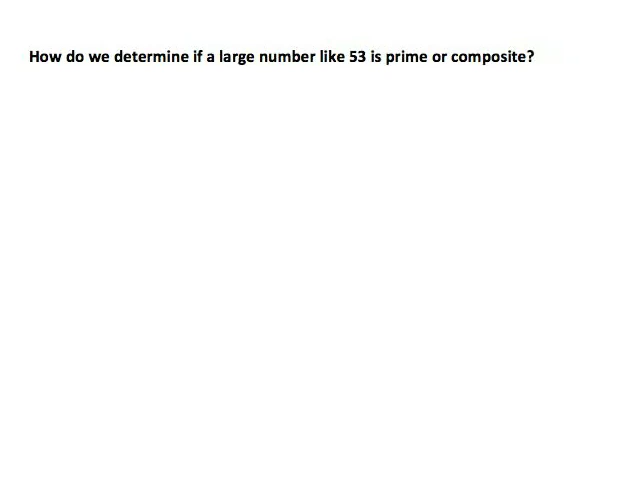 How do we determine if a large number like 53 is prime or composite?